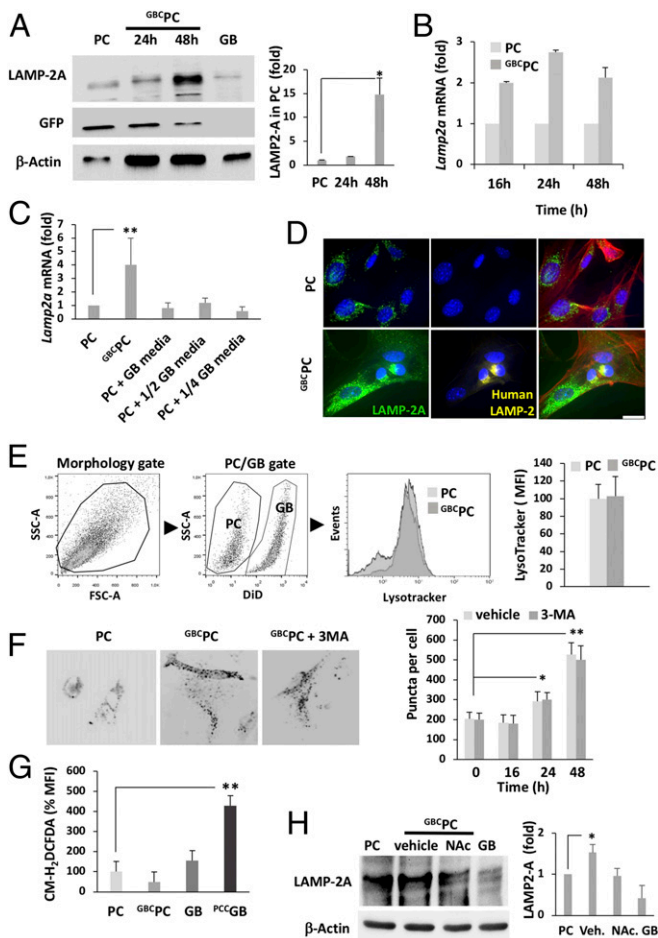 A
GBCPC
PC 24h 48h GB
LAMP-2A
GFP
β-Actin
LAMP2-A in PC (fold)
20
15
10
5
0
*
PC 24h 48h
B
Lamp2a mRNA (fold)
3
2
1
0
PC
GBCPC
16h 24h 48h
Time (h)
C
Lamp2a mRNA (fold)
6
5
4
3
2
1
0
**
PC
GBCPC
PC + GB media
PC + 1/2 GB media
PC + 1/4 GB media
D
PC
GBCPC
LAMP-2A
Human
LAMP-2
E
Morphology gate
SSC-A
FSC-A
PC/GB gate
SSC-A
PC
GB
DiD
Events
PC
GBCPC
Lysotracker
LysoTracker ( MFI)
140
120
100
80
60
40
20
0
PC GBCPC
F
PC GBCPC GBCPC + 3MA
vehicle 3-MA
Puncta per cell
700
600
500
400
300
200
100
0
*
**
0 16 24 48
Time (h)
G
CM-H2DCFDA (% MFI)
600
500
400
300
200
100
0
**
PC GBCPC GB PCCGB
H
GBCPC
PC vehicle NAc GB
LAMP-2A
β-Actin
LAMP2-A (fold)
2
1
0
*
PC Veh. NAc. GB